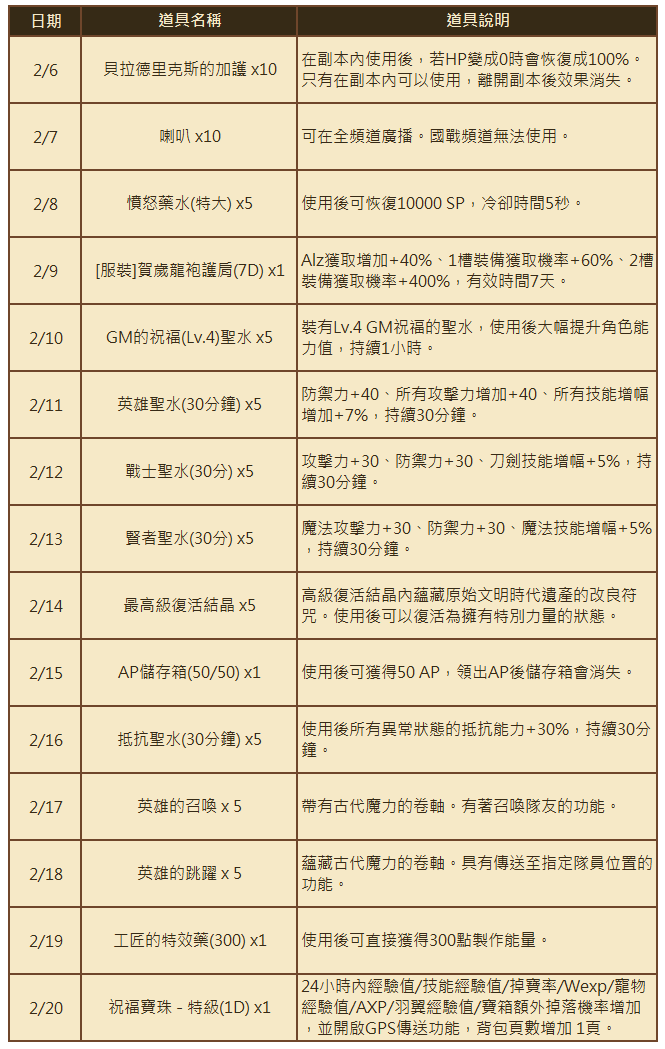 日期 道具名稱 道具說明
2/6 貝拉德里克斯的加護 x10 在副本內使用後，若HP變成0時會恢復成100%。
只有在副本內可以使用，離開副本後效果消失。
2/7 喇叭 x10 可在全頻道廣播。國戰頻道無法使用。
2/8 憤怒藥水(特大) x5 使用後可恢復10000 SP，冷卻時間5秒。
2/9 [服裝]賀歲龍袍護肩(7D) x1 Alz獲取增加+40%、1槽裝備獲取機率+60%、2槽
裝備獲取機率+400%，有效時間7天。
2/10 GM的祝福(Lv.4)聖水 x5 裝有Lv.4 GM祝福的聖水，使用後大幅提升角色能
力值，持續1小時。
2/11 英雄聖水(30分鐘) x5 防禦力+40、所有攻擊力增加+40、所有技能增幅
增加+7%，持續30分鐘。
2/12 戰士聖水(30分) x5 攻擊力+30、防禦力+30、刀劍技能增幅+5%，持
續30分鐘。
2/13 賢者聖水(30分) x5 魔法攻擊力+30、防禦力+30、魔法技能增幅+5%
，持續30分鐘。
2/14 最高級復活結晶 x5 高級復活結晶內蘊藏原始文明時代遺產的改良符
咒。使用後可以復活為擁有特別力量的狀態。
2/15 AP儲存箱(50/50) x1 使用後可獲得50 AP，領出AP後儲存箱會消失。
2/16 抵抗聖水(30分鐘) x5 使用後所有異常狀態的抵抗能力+30%，持續30分
鐘。
2/17 英雄的召喚 x 5 帶有古代魔力的卷軸。有著召喚隊友的功能。
2/18 英雄的跳躍 x 5 蘊藏古代魔力的卷軸。具有傳送至指定隊員位置的
功能。
2/19 工匠的特效藥(300) x1 使用後可直接獲得300點製作能量。
2/20 祝福寶珠 - 特級(1D) x1 24小時內經驗值/技能經驗值/掉寶率/Wexp/寵物
經驗值/AXP/羽翼經驗值/寶箱額外掉落機率增加
，並開啟GPS傳送功能，背包頁數增加 1頁。